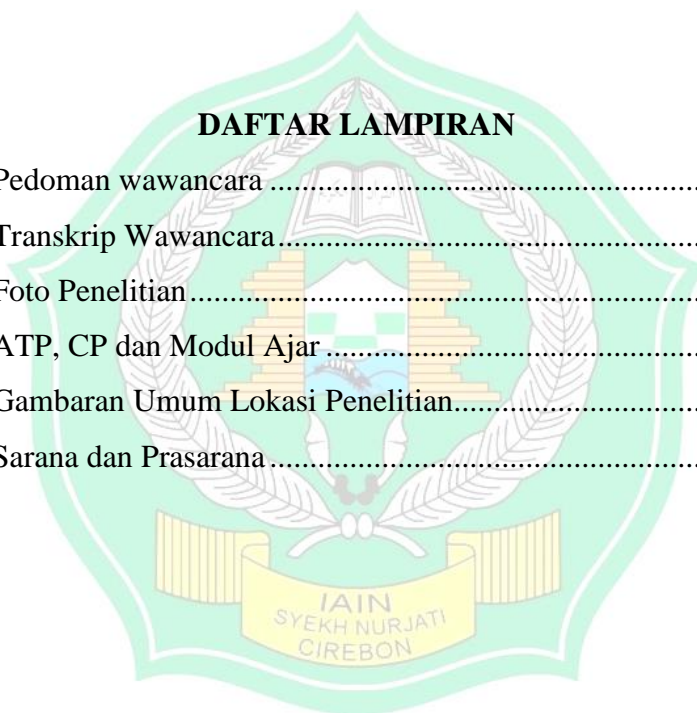 DAFTAR LAMPIRAN
Pedoman wawancara ......................................................
Transkrip Wawancara.....................................................
Foto Penelitian................................................................
ATP, CP dan Modul Ajar ...............................................
Gambaran Umum Lokasi Penelitian...............................
Sarana dan Prasarana......................................................
IAIN
SYEKH NURJATI
CIREBON